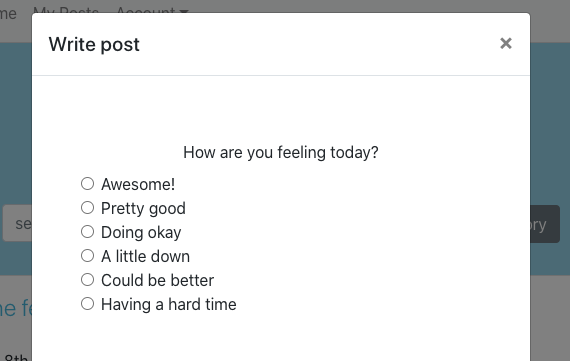 me My Posts Account
Write post
×
How are you feeling today?
Awesome!
Pretty good
Doing okay
se
ory
A little down
Could be better
Having a hard time
he fe
8th